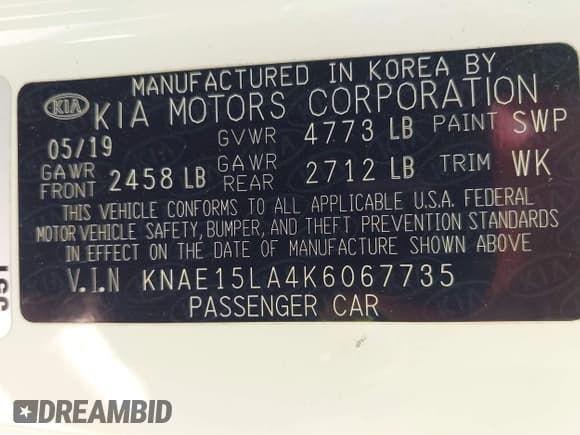 MANUFACTURED IN KOREA BY
KIA KIA MOTORS CORPORATION
05/19 GVWR 4773 LB PAINT SWP
GAWR FRONT 2458 LB GAWR REAR 2712 LB TRIM WK
THIS VEHICLE CONFORMS TO ALL APPLICABLE U.S.A. FEDERAL
MOTOR VEHICLE SAFETY, BUMPER, AND THEFT PREVENTION STANDARDS
IN EFFECT ON THE DATE OF MANUFACTURE SHOWN ABOVE
V.I.N KNAE15LA4K6067735
PASSENGER CAR
DREAMBID